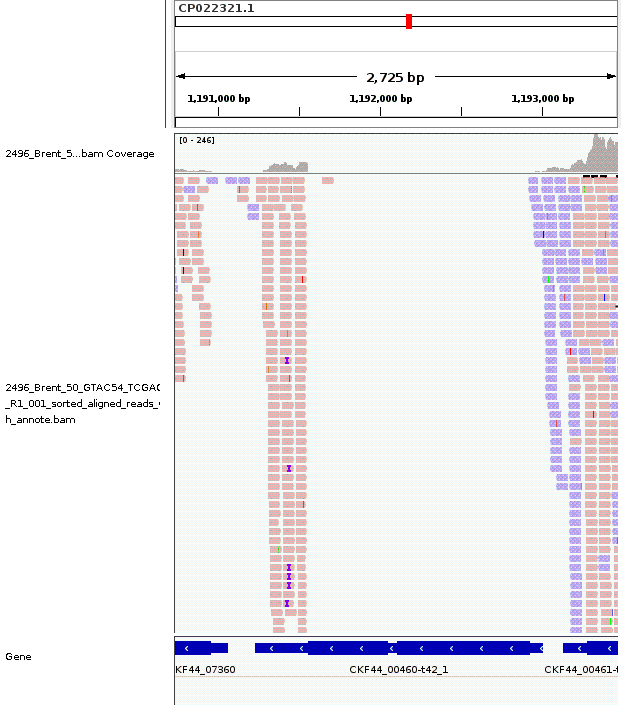 CP022321.1
2,725 bp
1,191,000 bp 1,192,000 bp 1,193,000 bp
[0 - 246]
2496_Brent_5...bam Coverage
2496_Brent_50_GTAC54_TCGAC
_R1_001_sorted_aligned_reads_
h_annote.bam
Gene
KF44_07360 CKF44_00460-t42_1 CKF44_00461-t